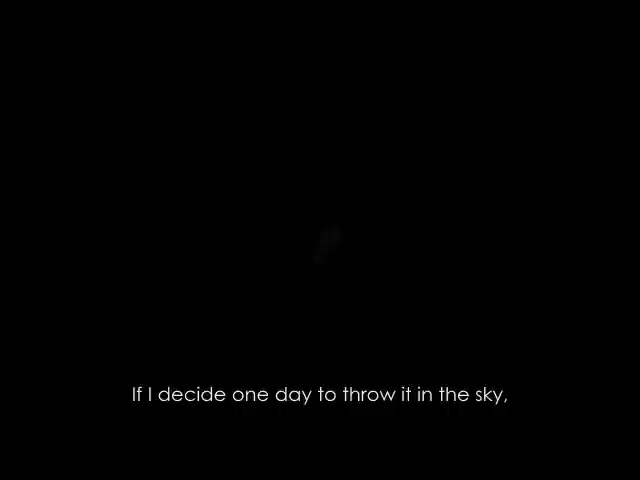 If I decide one day to throw it in the sky,